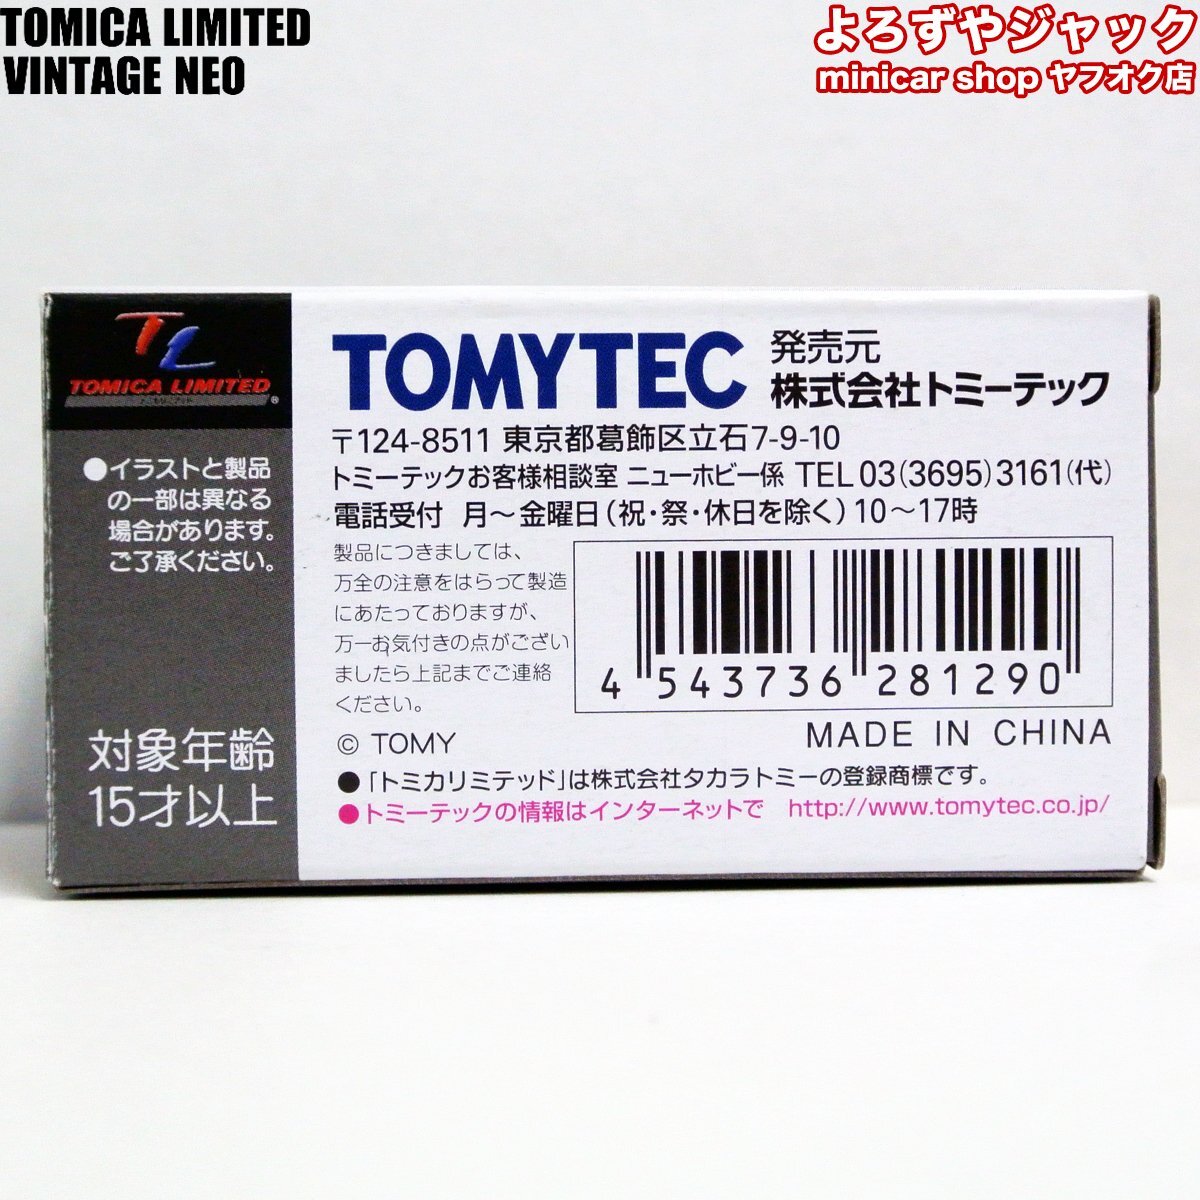 TOMICA LIMITED
VINTAGE NEO
よろずやジャック
minicar shop ヤフオク店
TL
TOMICA LIMITED
®
●イラストと製品
の一部は異なる
場合があります。
ご了承ください。
対象年齢
15才以上
TOMYTEC
発売元
株式会社トミーテック
〒124-8511 東京都葛飾区立石7-9-10
トミーテックお客様相談室 ニューホビー係 TEL 03(3695)3161(代)
電話受付 月～金曜日(祝・祭・休日を除く)10～17時
製品につきましては、
万全の注意をはらって製造
にあたっておりますが、
万一お気付きの点がござい
ましたら上記までご連絡
ください。
4 543736 281290
© TOMY
MADE IN CHINA
●「トミカリミテッド」は株式会社タカラトミーの登録商標です。
●トミーテックの情報はインターネットで http://www.tomytec.co.jp/